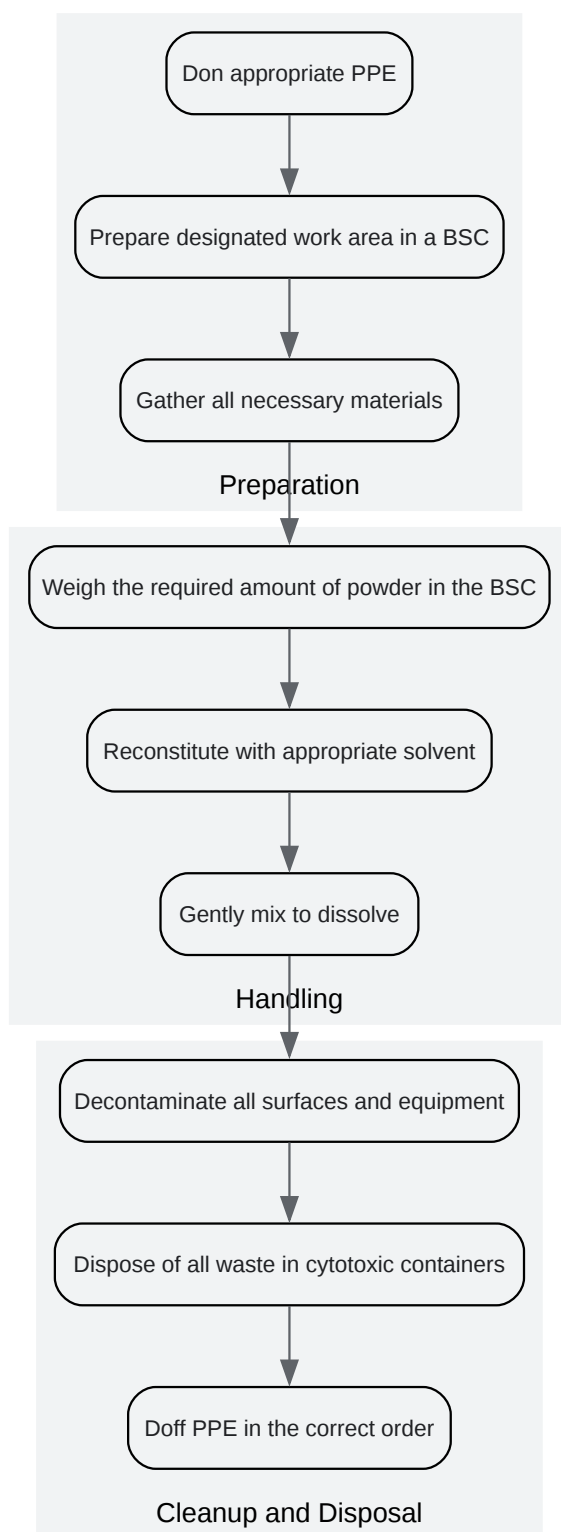 Don appropriate PPE
Prepare designated work area in a BSC
Gather all necessary materials
Preparation
Weigh the required amount of powder in the BSC
Reconstitute with appropriate solvent
Gently mix to dissolve
Handling
Decontaminate all surfaces and equipment
Dispose of all waste in cytotoxic containers
Doff PPE in the correct order
Cleanup and Disposal